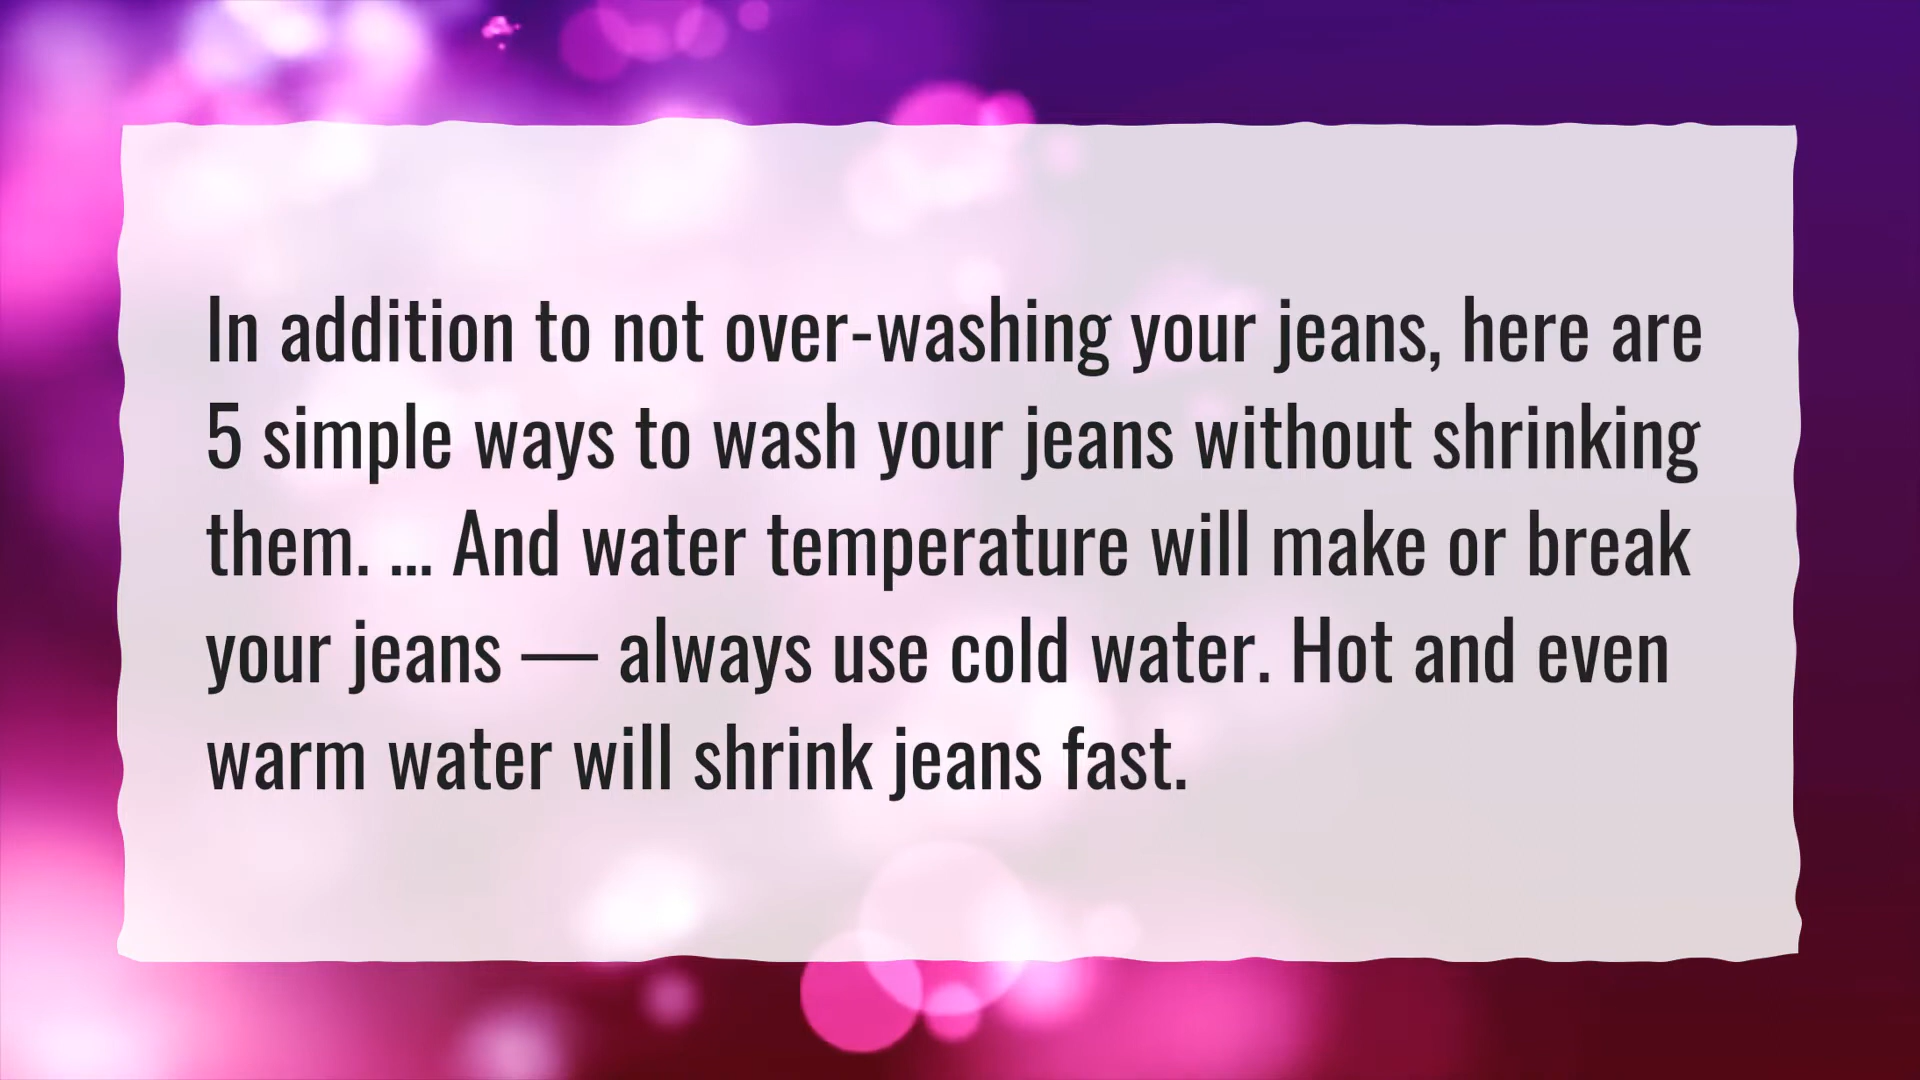 In addition to not over-washing your jeans, here are
5 simple ways to wash your jeans without shrinking
them. ... And water temperature will make or break
your jeans — always use cold water. Hot and even
warm water will shrink jeans fast.